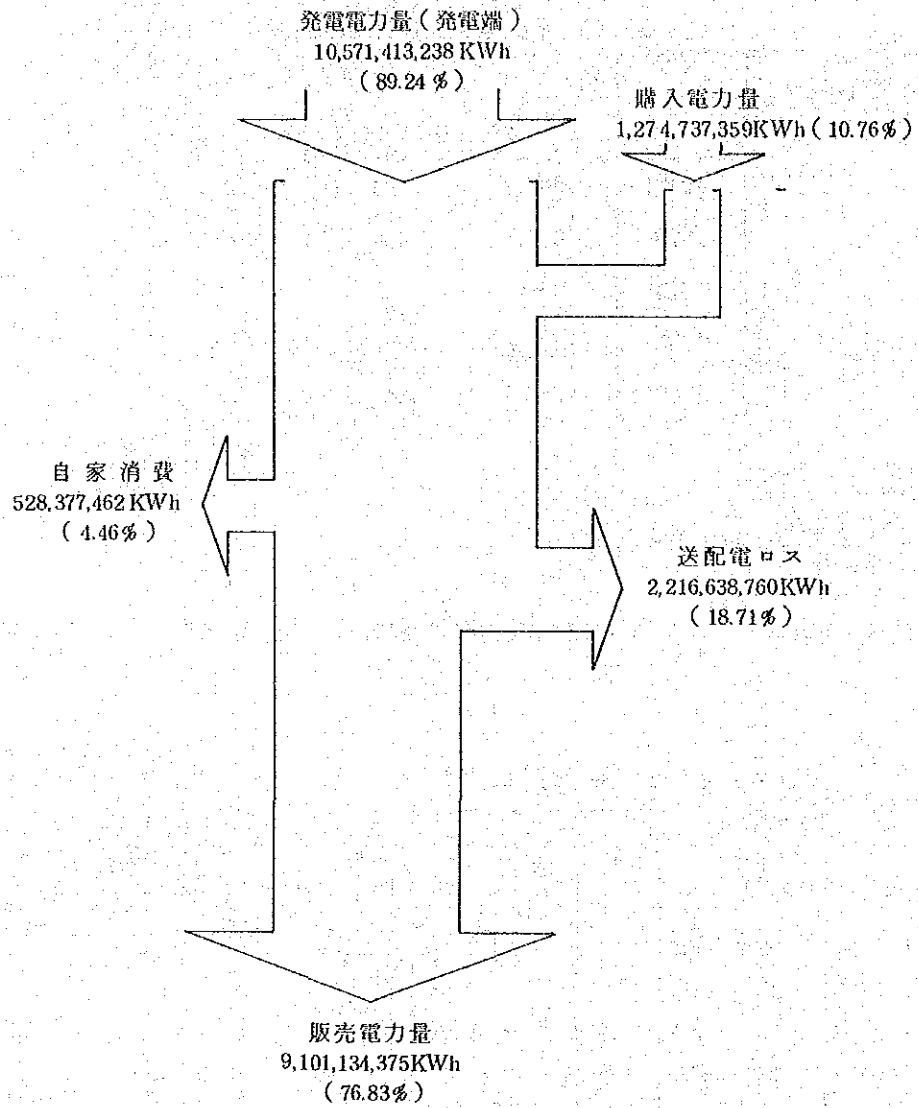 発電電力量（発電端）
10,571,413,238 KWh
（89.24 %）
購入電力量
1,274,737,359KWh（10.76%）
自家消費
528,377,462 KWh
（4.46%）
送配電ロス
2,216,638,760KWh
（18.71%）
販売電力量
9,101,134,375KWh
（76.83%）